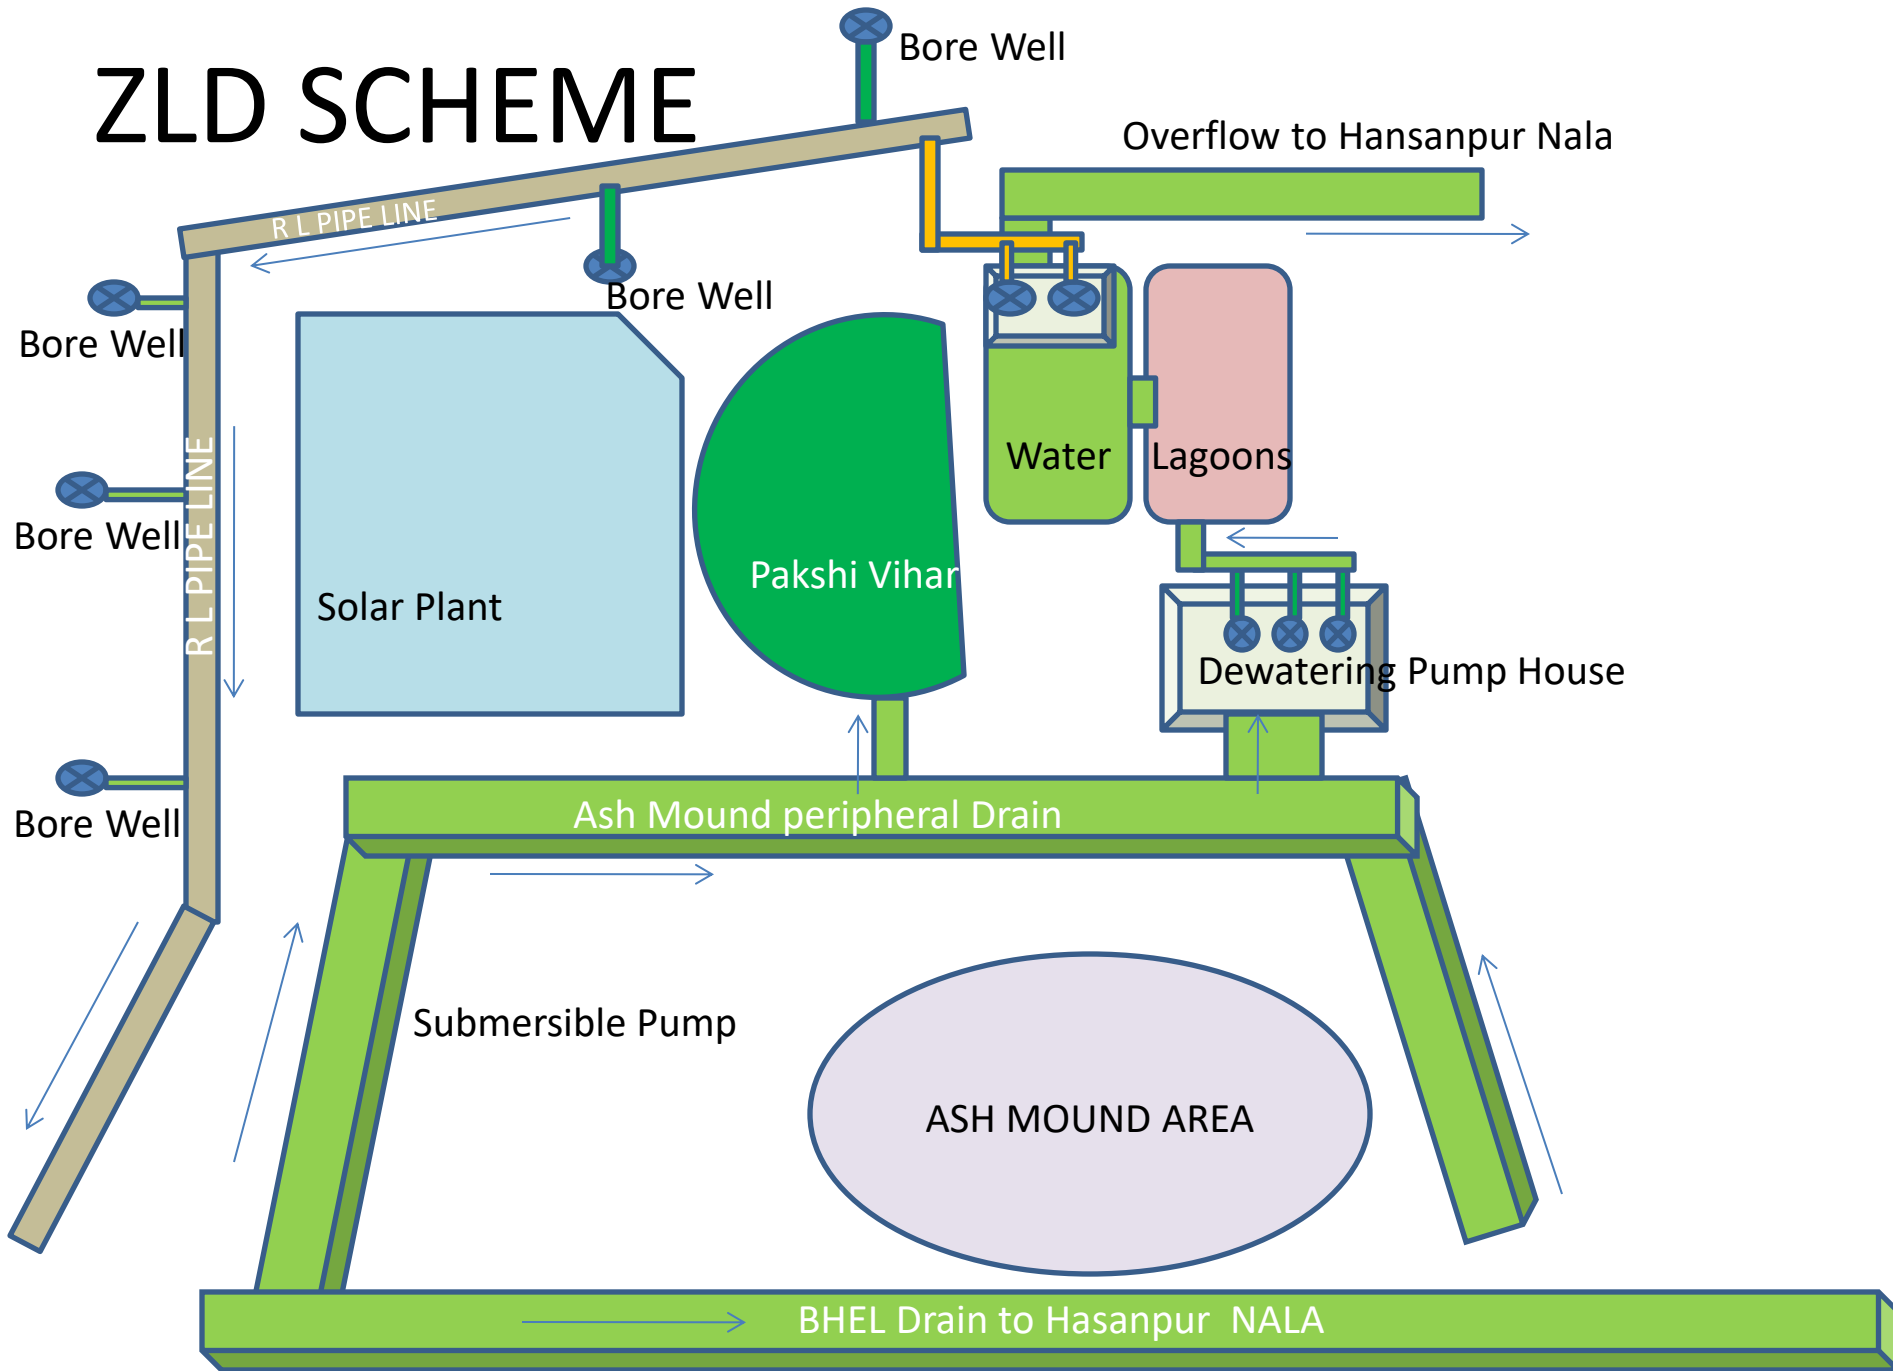 Bore Well
ZLD SCHEME
Overflow to Hansanpur Nala
R L PIPE LINE
Bore Well
Bore Well
Water
Lagoons
Bore Well
R L PIPE LINE
Pakshi Vihar
Solar Plant
Dewatering Pump House
Bore Well
Ash Mound peripheral Drain
Submersible Pump
ASH MOUND AREA
BHEL Drain to Hasanpur NALA